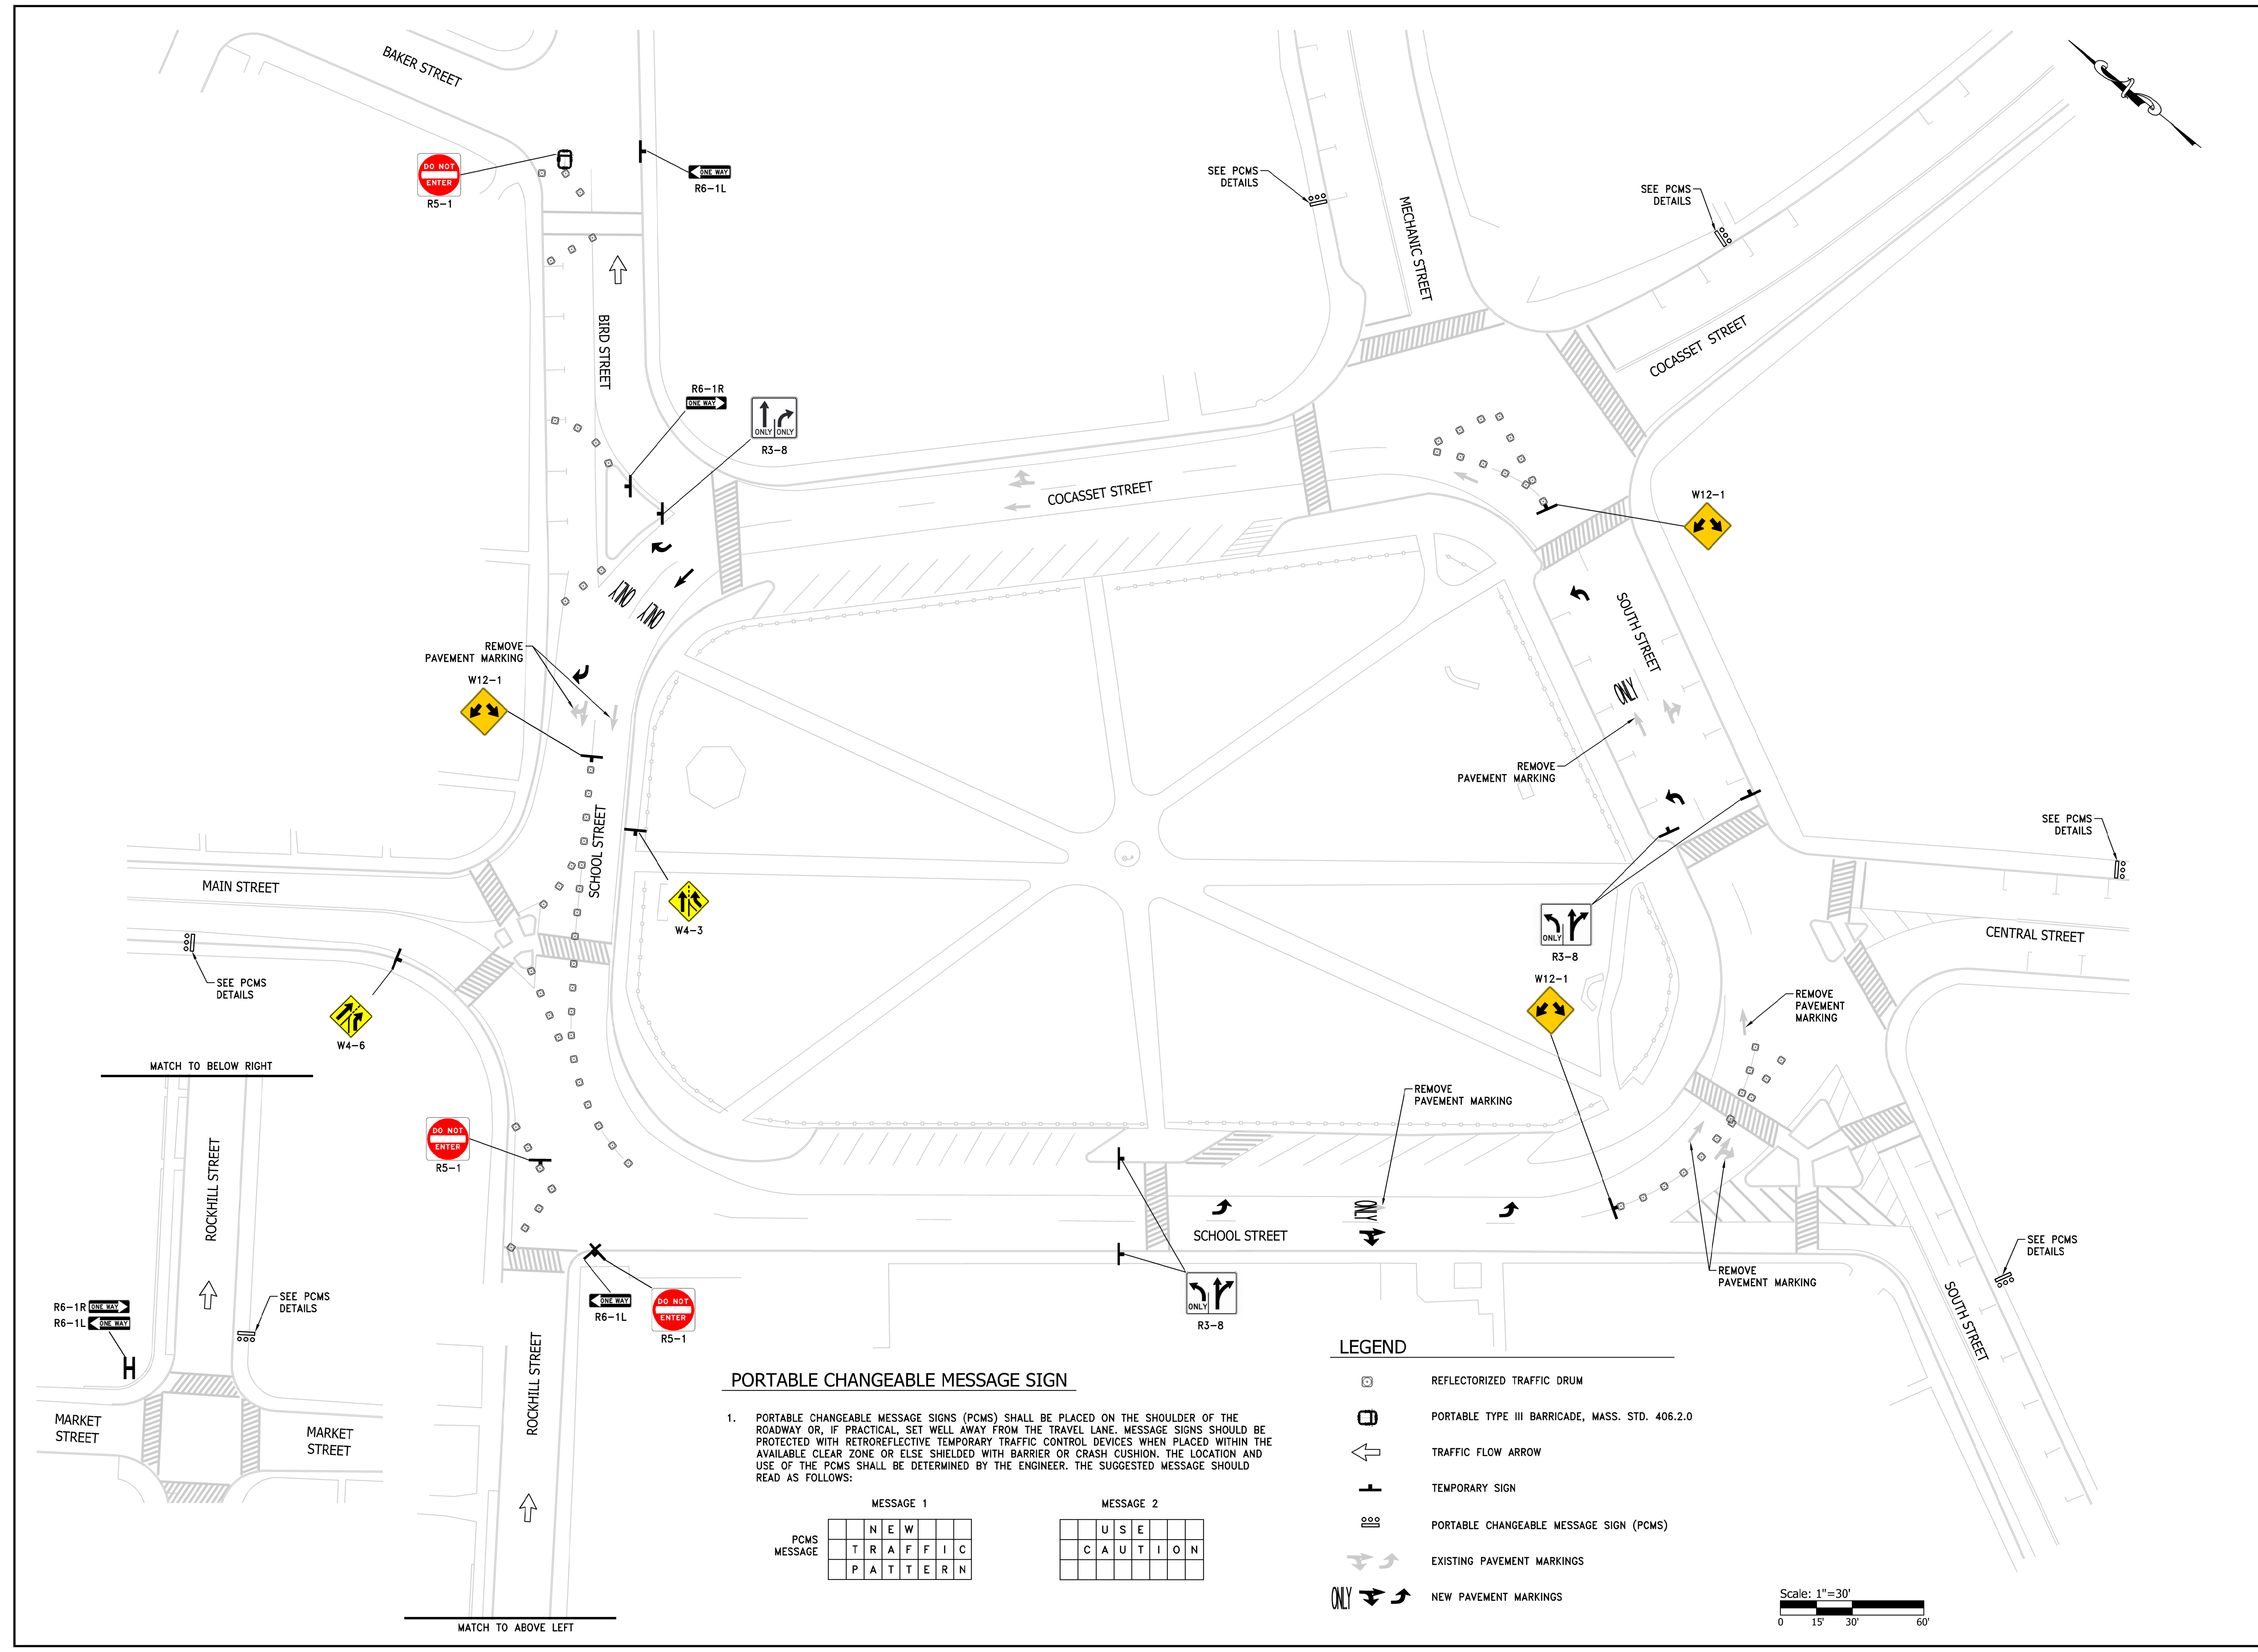 BAKER STREET
DO NOT
ENTER
R5-1
ONE WAY
R6-1L
BIRD STREET
R6-1R
ONE WAY
ONLY ONLY
R3-8
SEE PCMS
DETAILS
MECHANIC STREET
SEE PCMS
DETAILS
COCASSET STREET
COCASSET STREET
W12-1
ONLY
ONLY
REMOVE
PAVEMENT MARKING
W12-1
SOUTH STREET
ONLY
REMOVE
PAVEMENT MARKING
SCHOOL STREET
MAIN STREET
W4-3
SEE PCMS
DETAILS
W4-6
ONLY
R3-8
SEE PCMS
DETAILS
CENTRAL STREET
W12-1
REMOVE
PAVEMENT
MARKING
MATCH TO BELOW RIGHT
ROCKHILL STREET
DO NOT
ENTER
R5-1
REMOVE
PAVEMENT MARKING
ONLY
SCHOOL STREET
REMOVE
PAVEMENT MARKING
SEE PCMS
DETAILS
SOUTH STREET
SEE PCMS
DETAILS
R6-1R ONE WAY
R6-1L ONE WAY
ONE WAY
R6-1L
DO NOT
ENTER
R5-1
ONLY
R3-8
MARKET
STREET
MARKET
STREET
ROCKHILL STREET
MATCH TO ABOVE LEFT
PORTABLE CHANGEABLE MESSAGE SIGN
1. PORTABLE CHANGEABLE MESSAGE SIGNS (PCMS) SHALL BE PLACED ON THE SHOULDER OF THE
ROADWAY OR, IF PRACTICAL, SET WELL AWAY FROM THE TRAVEL LANE. MESSAGE SIGNS SHOULD BE
PROTECTED WITH RETROREFLECTIVE TEMPORARY TRAFFIC CONTROL DEVICES WHEN PLACED WITHIN THE
AVAILABLE CLEAR ZONE OR ELSE SHIELDED WITH BARRIER OR CRASH CUSHION. THE LOCATION AND
USE OF THE PCMS SHALL BE DETERMINED BY THE ENGINEER. THE SUGGESTED MESSAGE SHOULD
READ AS FOLLOWS:
MESSAGE 1
PCMS
MESSAGE
NEW
TRAFFIC
PATTERN
MESSAGE 2
USE
CAUTION
LEGEND
REFLECTORIZED TRAFFIC DRUM
PORTABLE TYPE III BARRICADE, MASS. STD. 406.2.0
TRAFFIC FLOW ARROW
TEMPORARY SIGN
PORTABLE CHANGEABLE MESSAGE SIGN (PCMS)
EXISTING PAVEMENT MARKINGS
ONLY
NEW PAVEMENT MARKINGS
Scale: 1"=30'
0 15' 30' 60'